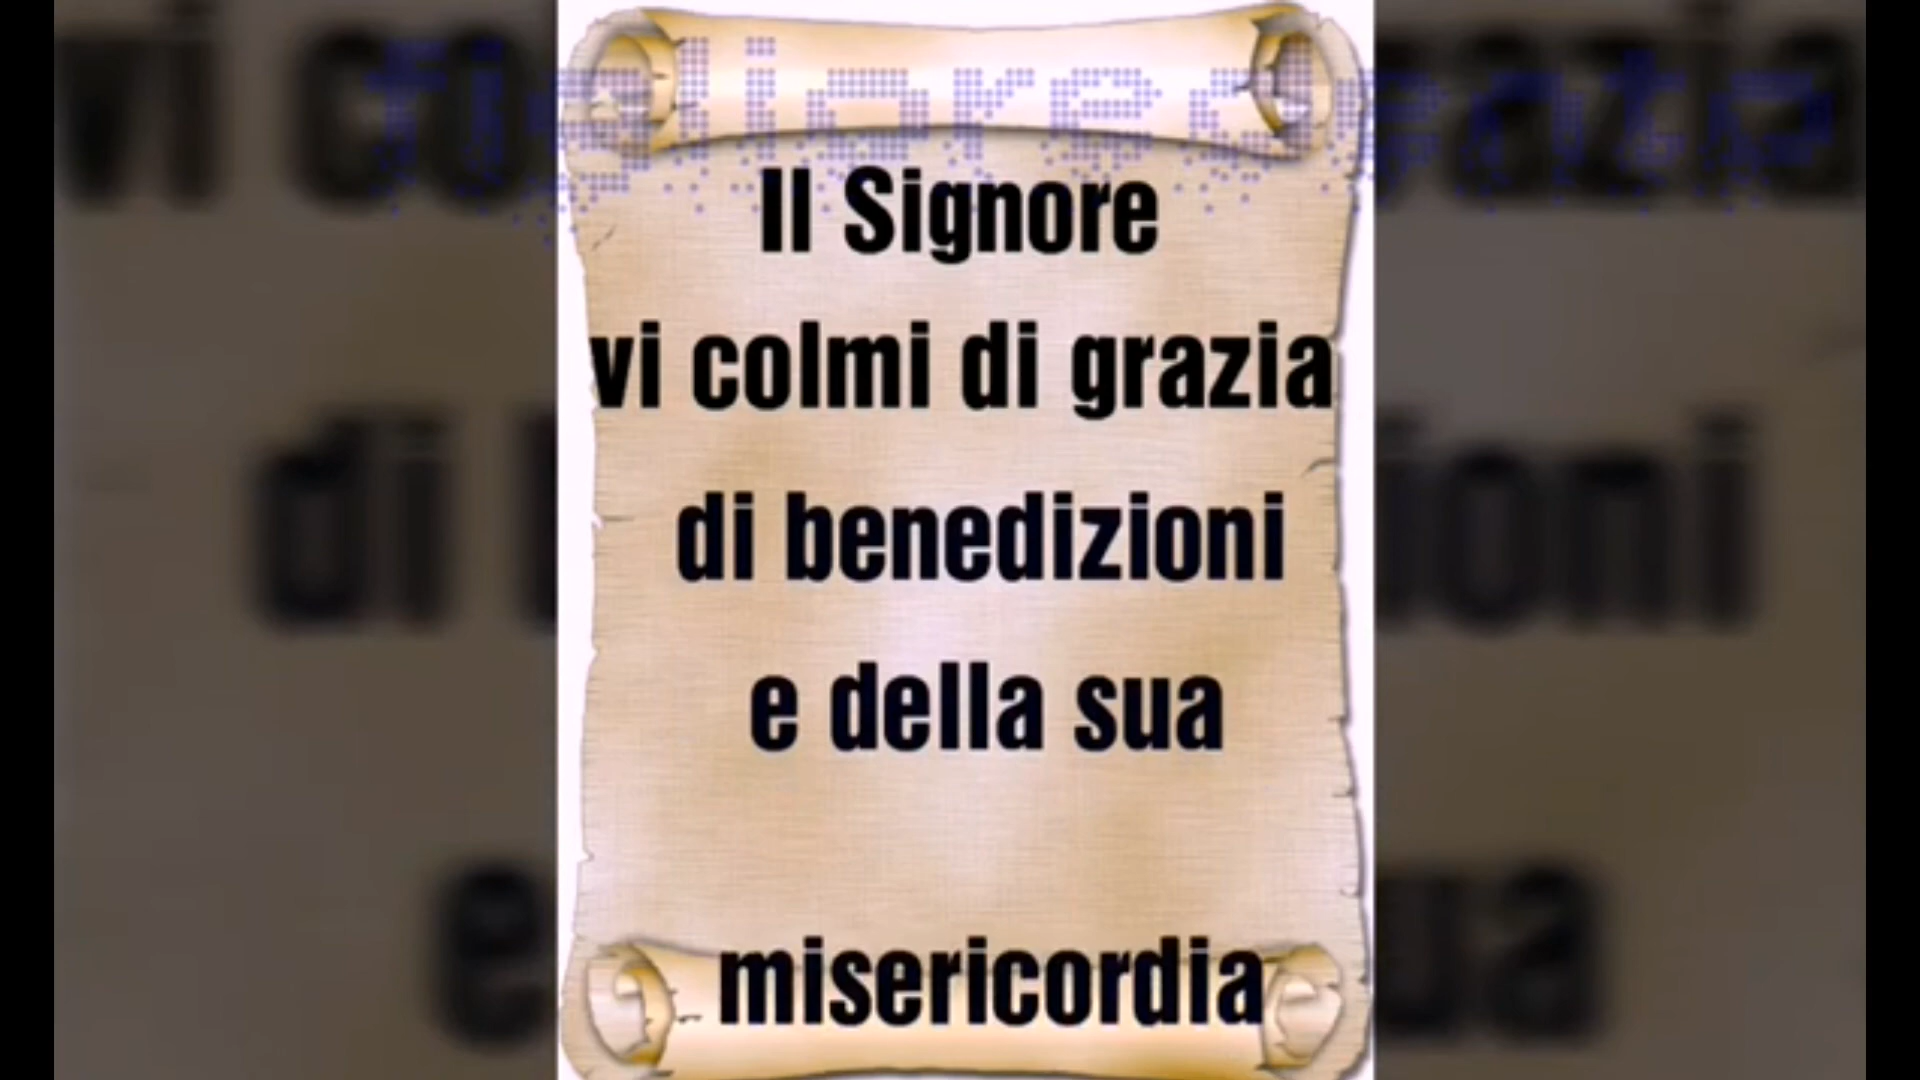 Il Signore
vi colmi di grazia
di benedizioni
e della sua
misericordia